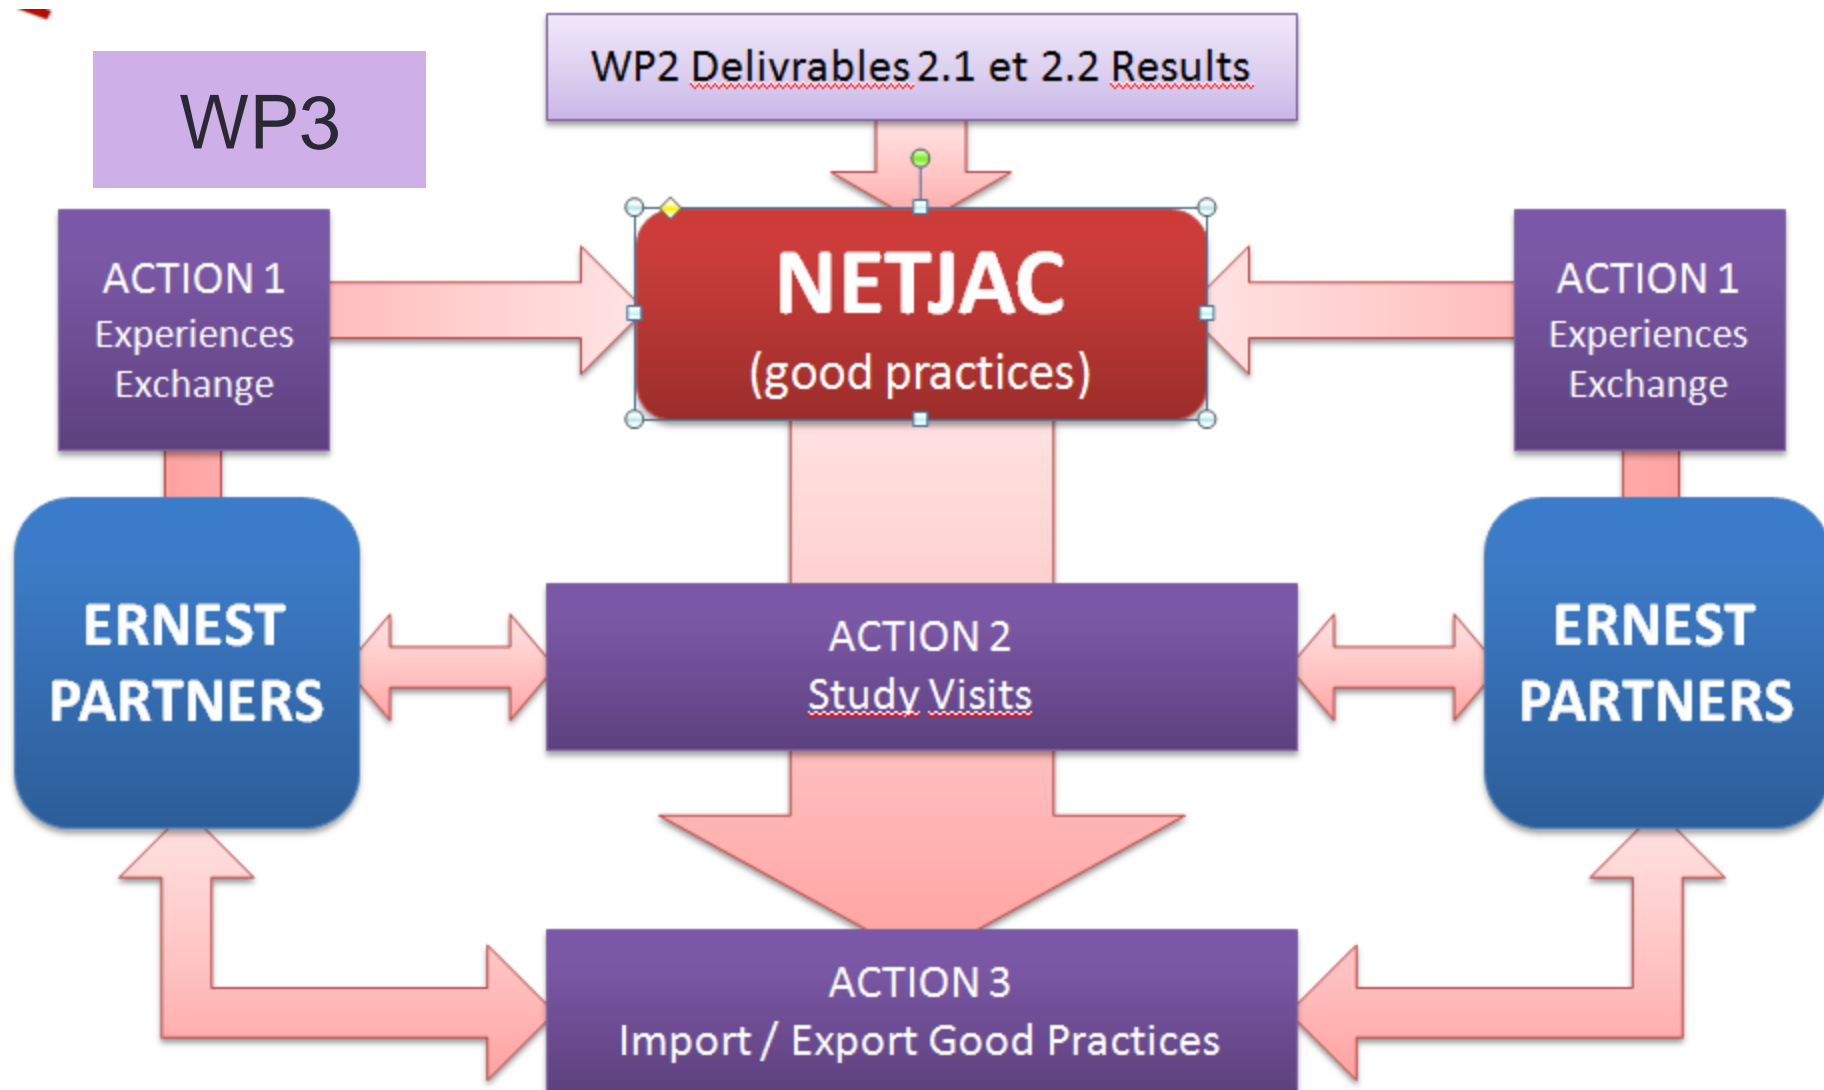 WP2 Delivrables 2.1 et 2.2 Results
WP3
ACTION 1
Experiences
Exchange
NETJAC
(good practices)
ACTION 1
Experiences
Exchange
ERNEST
PARTNERS
ACTION 2
Study Visits
ERNEST
PARTNERS
ACTION 3
Import / Export Good Practices